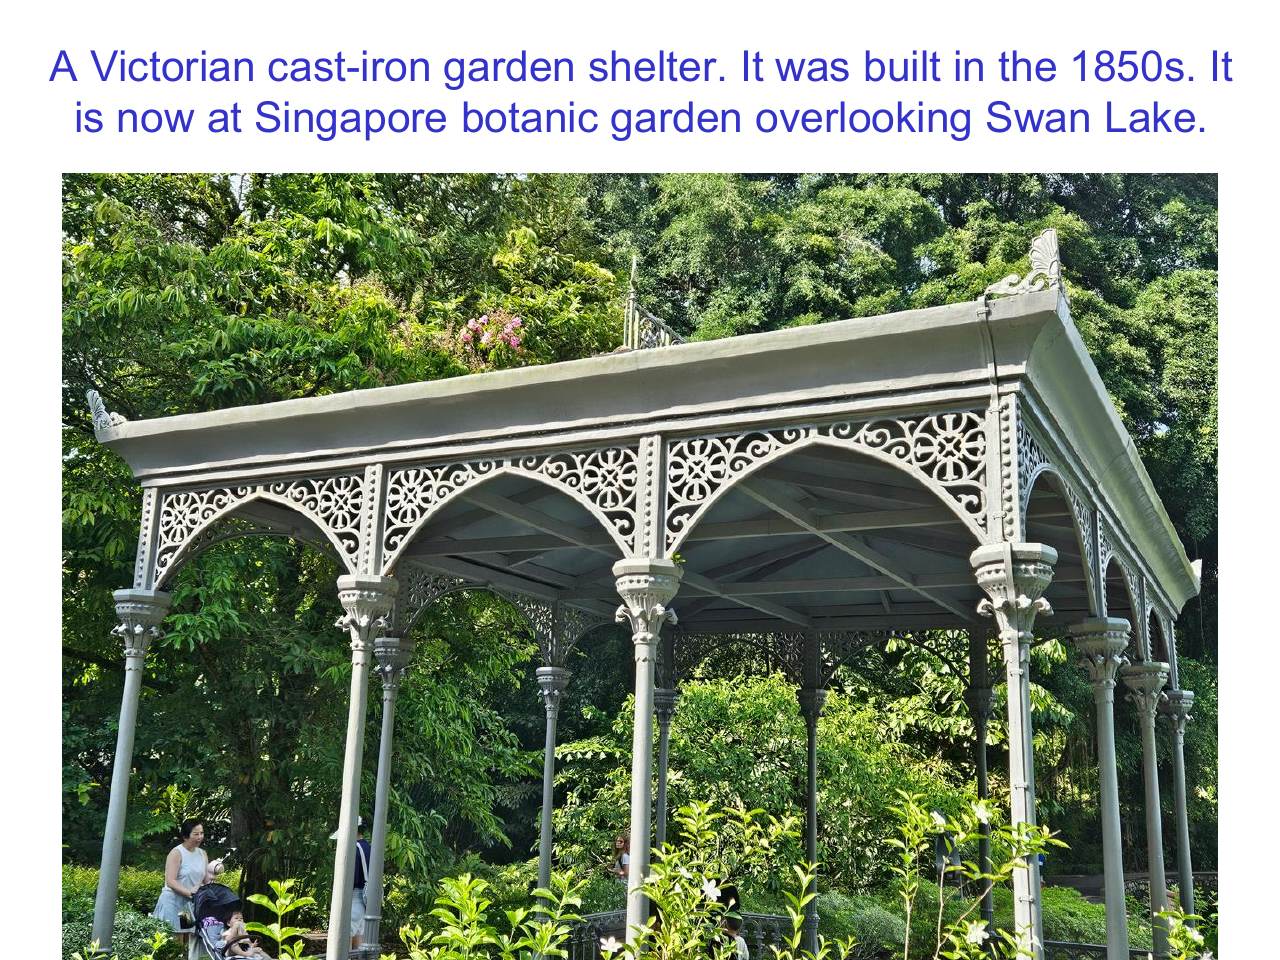 A Victorian cast-iron garden shelter. It was built in the 1850s. It
is now at Singapore botanic garden overlooking Swan Lake.